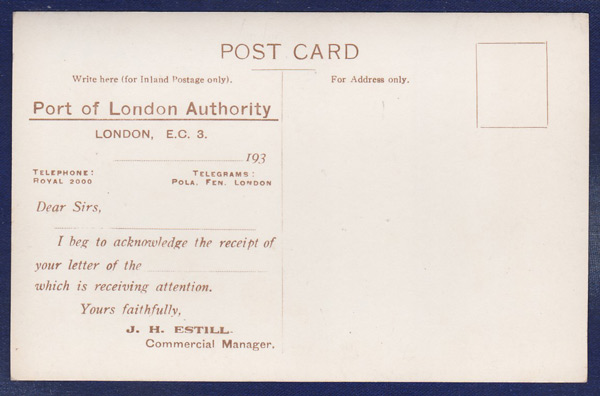 POST CARD
Write here (for Inland Postage only).
For Address only.
Port of London Authority
LONDON, E.C. 3.
193
TELEPHONE:
ROYAL 2000
TELEGRAMS:
POLA, FEN, LONDON
Dear Sirs,
I beg to acknowledge the receipt of
your letter of the
which is receiving attention.
Yours faithfully,
J. H. ESTILL.
Commercial Manager.